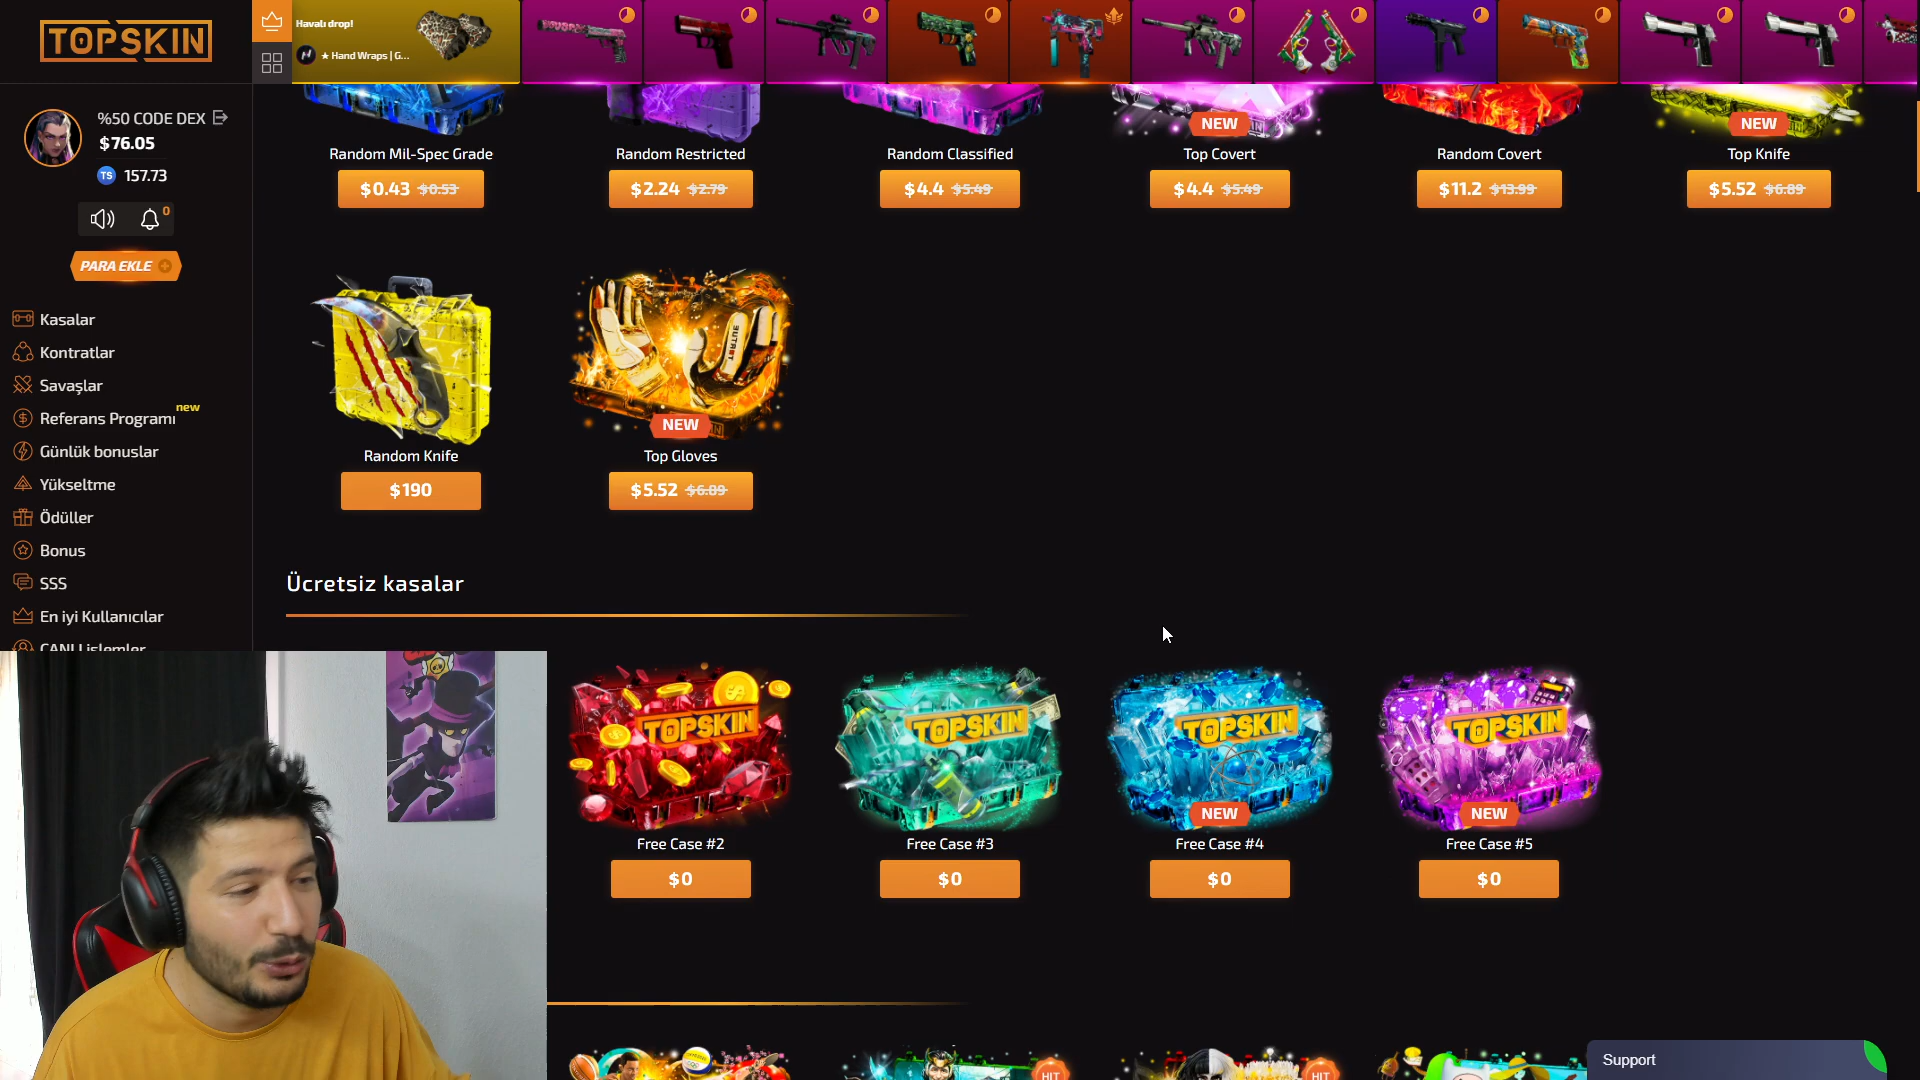 TOPSKIN
Havalı drop!
★ Hand Wraps | G...
%50 CODE DEX
$76.05
TS 157.73
0
PARA EKLE
Kasalar
Kontratlar
Savaşlar
Referans Programı new
Günlük bonuslar
Yükseltme
Ödüller
Bonus
SSS
En iyi Kullanıcılar
CANLI işlemler
NEW
NEW
Random Mil-Spec Grade
Random Restricted
Random Classified
Top Covert
Random Covert
Top Knife
$0.43 $0.53
$2.24 $2.79
$4.4 $5.49
$4.4 $5.49
$11.2 $13.99
$5.52 $6.89
NEW
Random Knife
Top Gloves
$190
$5.52 $6.89
Ücretsiz kasalar
TOPSKIN
TOPSKIN
TOPSKIN
TOPSKIN
NEW
NEW
Free Case #2
Free Case #3
Free Case #4
Free Case #5
$0
$0
$0
$0
HIT
HIT
Support